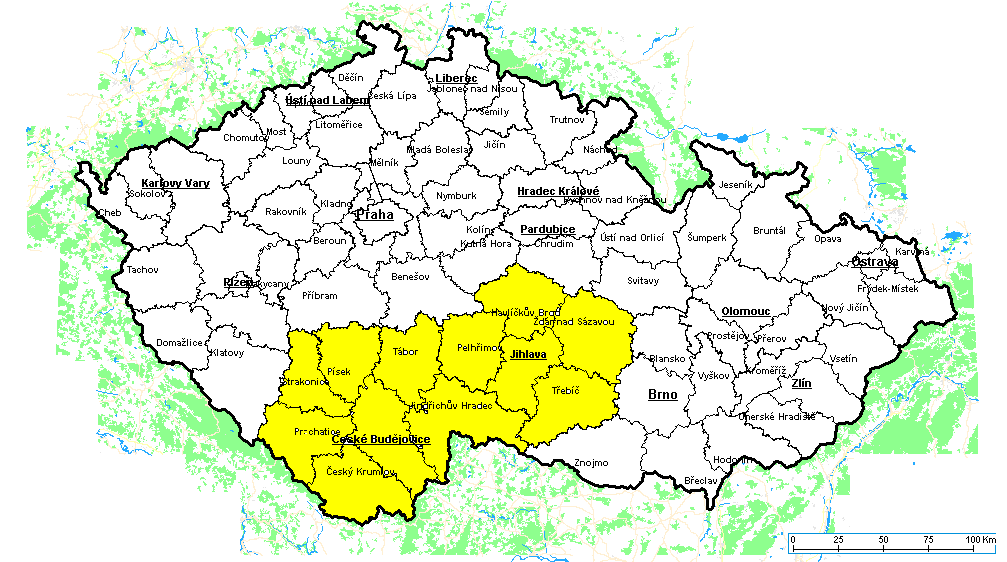 Děčín
Liberec
Jablonec nad Nisou
Ústí nad Labem
Česká Lípa
Semily
Trutnov
Litoměřice
Most
Chomutov
Mladá Boleslav
Jičín
Náchod
Louny
Mělník
Karlovy Vary
Sokolov
Hradec Králové
Jeseník
Nymburk
Rychnov nad Kněžnou
Kladno
Cheb
Rakovník
Praha
Kolín
Pardubice
Bruntál
Beroun
Kutná Hora
Chrudim
Ústí nad Orlicí
Šumperk
Opava
Karviná
Ostrava
Tachov
Plzeň
Rokycany
Benešov
Svitavy
Frýdek-Místek
Příbram
Havlíčkův Brod
Olomouc
Nový Jičín
Žďár nad Sázavou
Prostějov
Přerov
Domažlice
Klatovy
Tábor
Pelhřimov
Jihlava
Blansko
Vsetín
Strakonice
Písek
Vyškov
Kroměříž
Zlín
Třebíč
Brno
Jindřichův Hradec
Uherské Hradiště
Prachatice
České Budějovice
Znojmo
Hodonín
Český Krumlov
Břeclav
0 25 50 75 100 Km